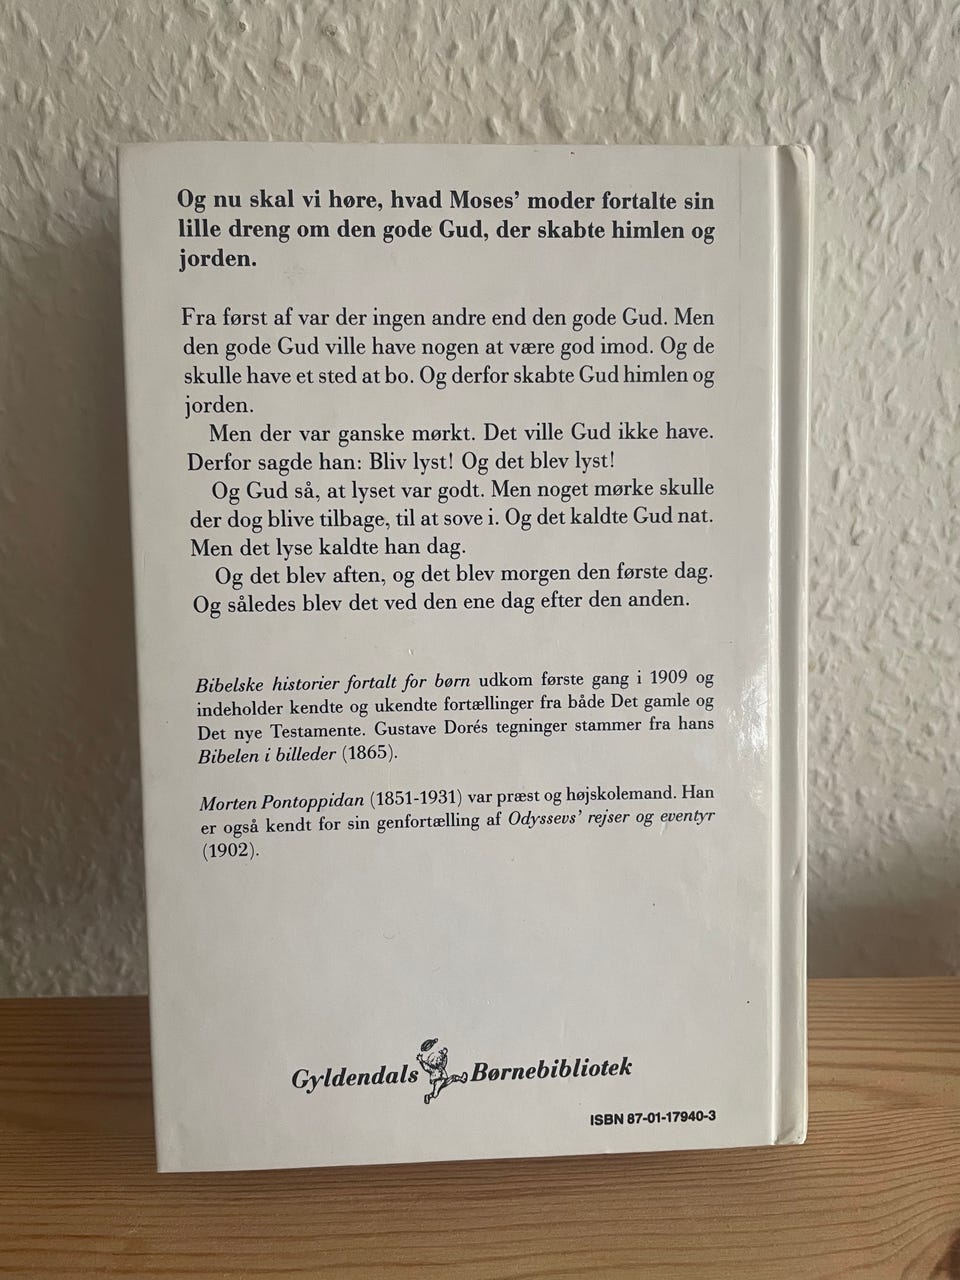 Og nu skal vi høre, hvad Moses' moder fortalte sin
lille dreng om den gode Gud, der skabte himlen og
jorden.
Fra først af var der ingen andre end den gode Gud. Men
den gode Gud ville have nogen at være god imod. Og de
skulle have et sted at bo. Og derfor skabte Gud himlen og
jorden.
Men der var ganske mørkt. Det ville Gud ikke have.
Derfor sagde han: Bliv lyst! Og det blev lyst!
Og Gud så, at lyset var godt. Men noget mørke skulle
der dog blive tilbage, til at sove i. Og det kaldte Gud nat.
Men det lyse kaldte han dag.
Og det blev aften, og det blev morgen den første dag.
Og således blev det ved den ene dag efter den anden.
Bibelske historier fortalt for børn udkom første gang i 1909 og
indeholder kendte og ukendte fortællinger fra både Det gamle og
Det nye Testamente. Gustave Dorés tegninger stammer fra hans
Bibelen i billeder (1865).
Morten Pontoppidan (1851-1931) var præst og højskolemand. Han
er også kendt for sin genfortælling af Odyssevs' rejser og eventyr
(1902).
Gyldendals Børnebibliotek
ISBN 87-01-17940-3